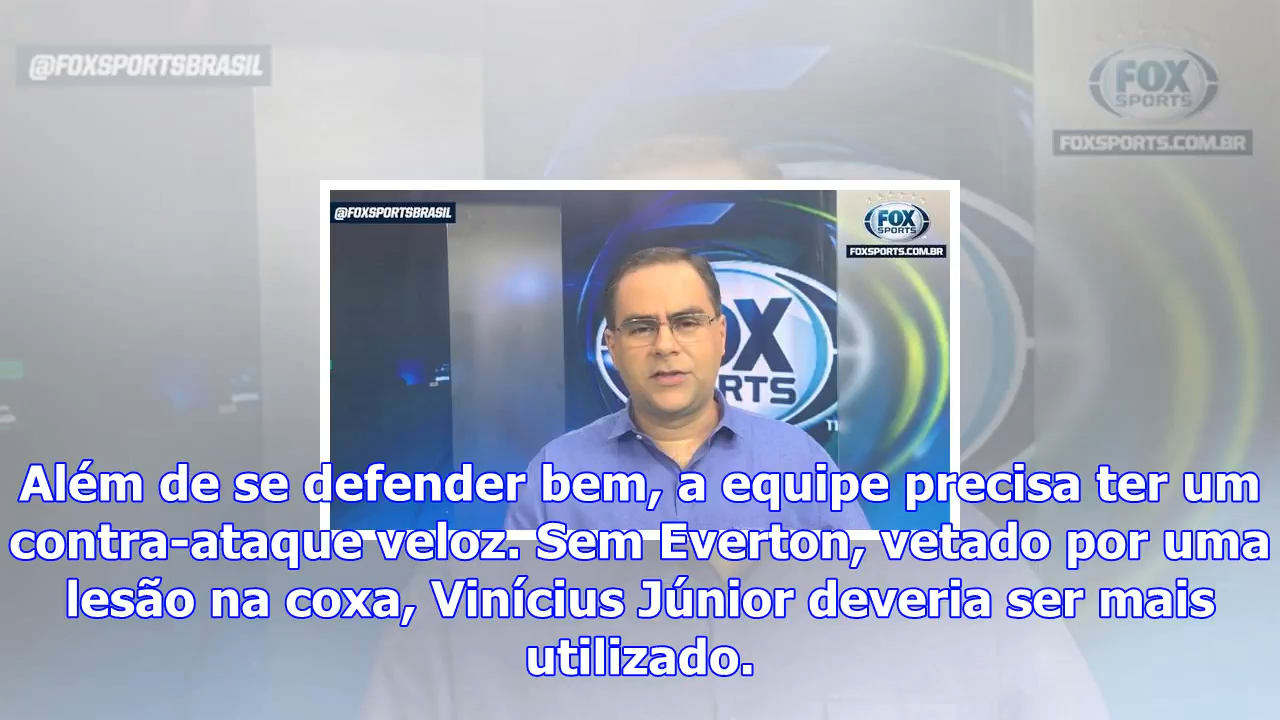 @FOXSPORTSBRASIL
FOX
SPORTS
FOXSPORTS.COM.BR
@FOXSPORTSBRASIL
FOX
SPORTS
FOXSPORTS.COM.BR
OX
RTS
Além de se defender bem, a equipe precisa ter um
contra-ataque veloz. Sem Everton, vetado por uma
lesão na coxa, Vinícius Júnior deveria ser mais
utilizado.